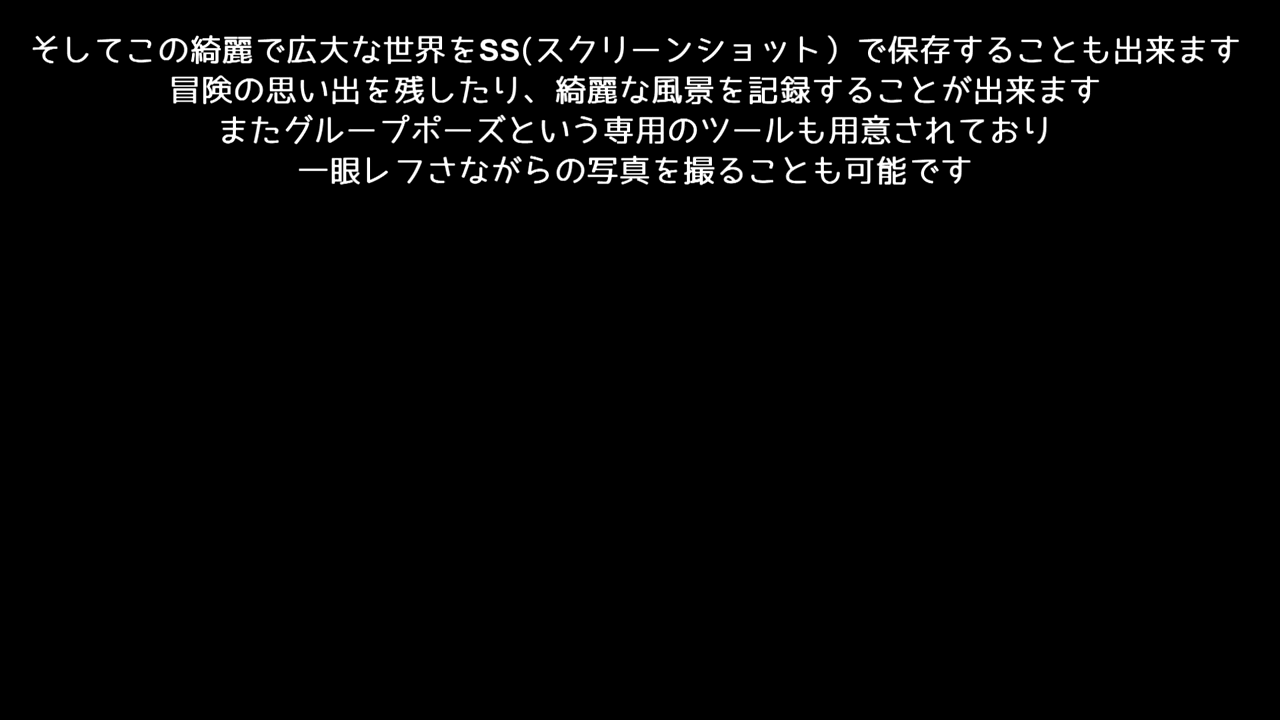 そしてこの綺麗で広大な世界をSS(スクリーンショット）で保存することも出来ます
冒険の思い出を残したり、綺麗な風景を記録することが出来ます
またグループポーズという専用のツールも用意されており
一眼レフさながらの写真を撮ることも可能です